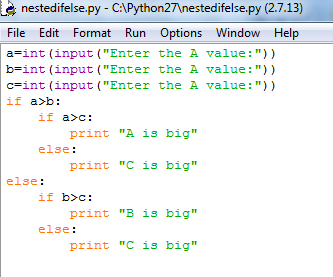 nestedifelse.py - C:\Python27\nestedifelse.py (2.7.13)
File Edit Format Run Options Window Help
a=int(input("Enter the A value:"))
b=int(input("Enter the A value:"))
c=int(input("Enter the A value:"))
if a>b:
    if a>c:
        print "A is big"
    else:
        print "C is big"
else:
    if b>c:
        print "B is big"
    else:
        print "C is big"